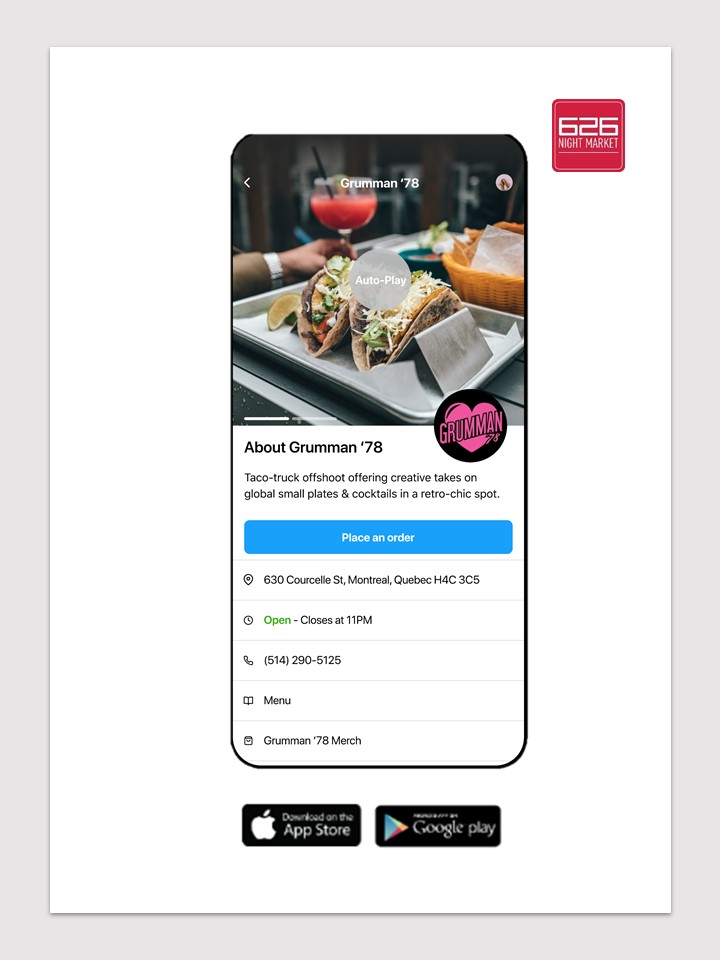 626
NIGHT MARKET
Grumman ‘78
Auto-Play
GRUMMAN
78
About Grumman ‘78
Taco-truck offshoot offering creative takes on
global small plates & cocktails in a retro-chic spot.
Place an order
630 Courcelle St, Montreal, Quebec H4C 3C5
Open - Closes at 11PM
(514) 290-5125
Menu
Grumman ‘78 Merch
Download on the
App Store
Google play